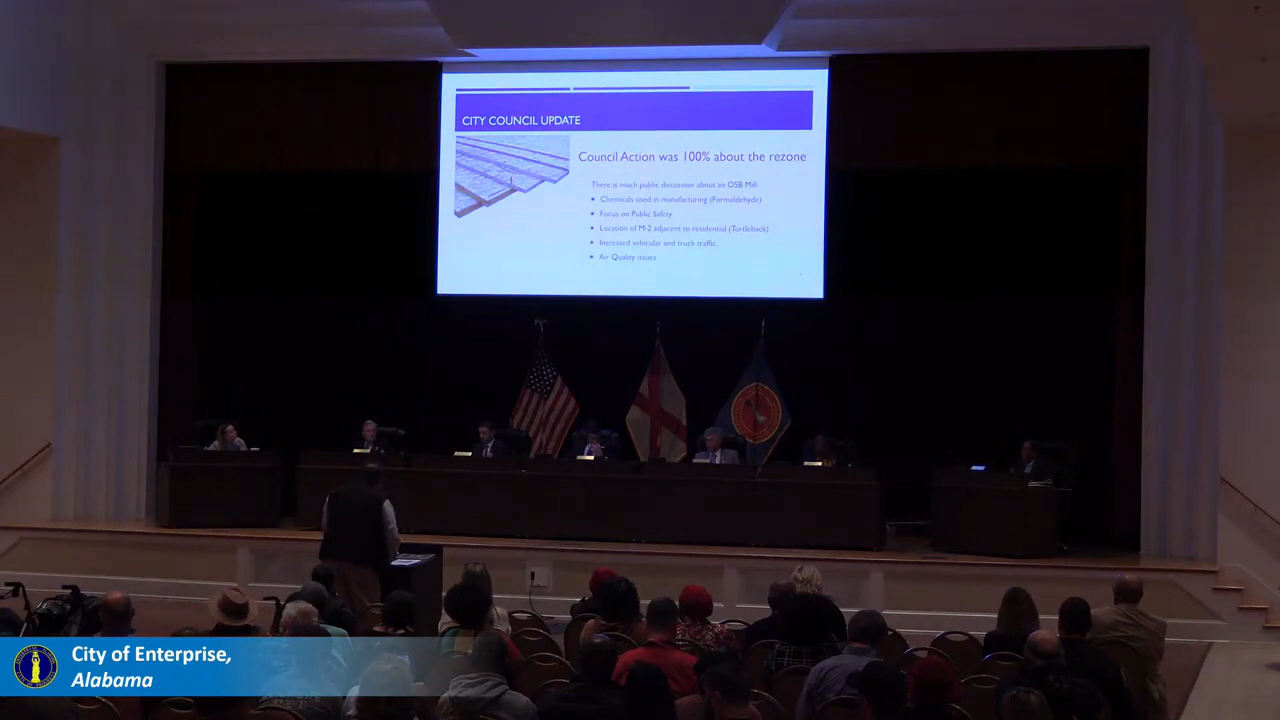 CITY COUNCIL UPDATE
Council Action was 100% about the rezone
There is much public discussion about an OSB Mill:
Chemicals used in manufacturing (Formaldehyde)
Focus on Public Safety
Location of M-2 adjacent to residential (Turtleback)
Increased vehicular and truck traffic
Air Quality issues
City of Enterprise,
Alabama